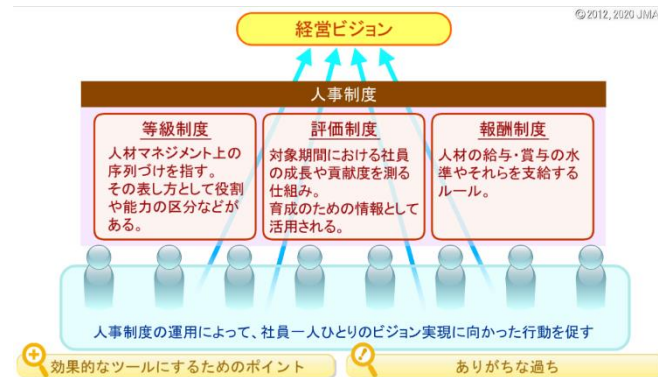 ©2012, 2020 JMA
経営ビジョン
人事制度
等級制度
人材マネジメント上の
序列づけを指す。
その表し方として役割
や能力の区分などが
ある。
評価制度
対象期間における社員
の成長や貢献度を測る
仕組み。
育成のための情報として
活用される。
報酬制度
人材の給与・賞与の水
準やそれらを支給する
ルール。
人事制度の運用によって、社員一人ひとりのビジョン実現に向かった行動を促す
効果的なツールにするためのポイント
ありがちな過ち